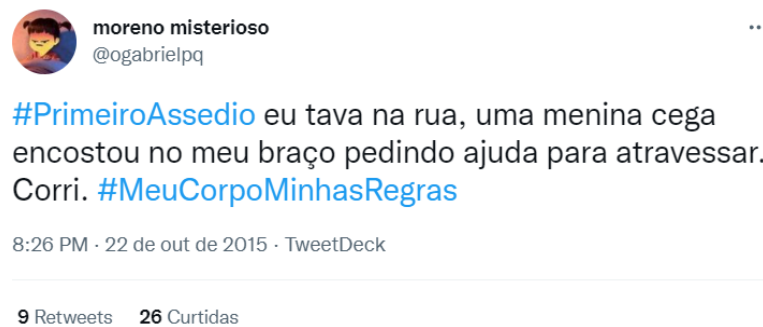 moreno misterioso
@ogabrielpq
#PrimeiroAssedio eu tava na rua, uma menina cega
encostou no meu braço pedindo ajuda para atravessar.
Corri. #MeuCorpoMinhasRegras
8:26 PM · 22 de out de 2015 · TweetDeck
9 Retweets 26 Curtidas